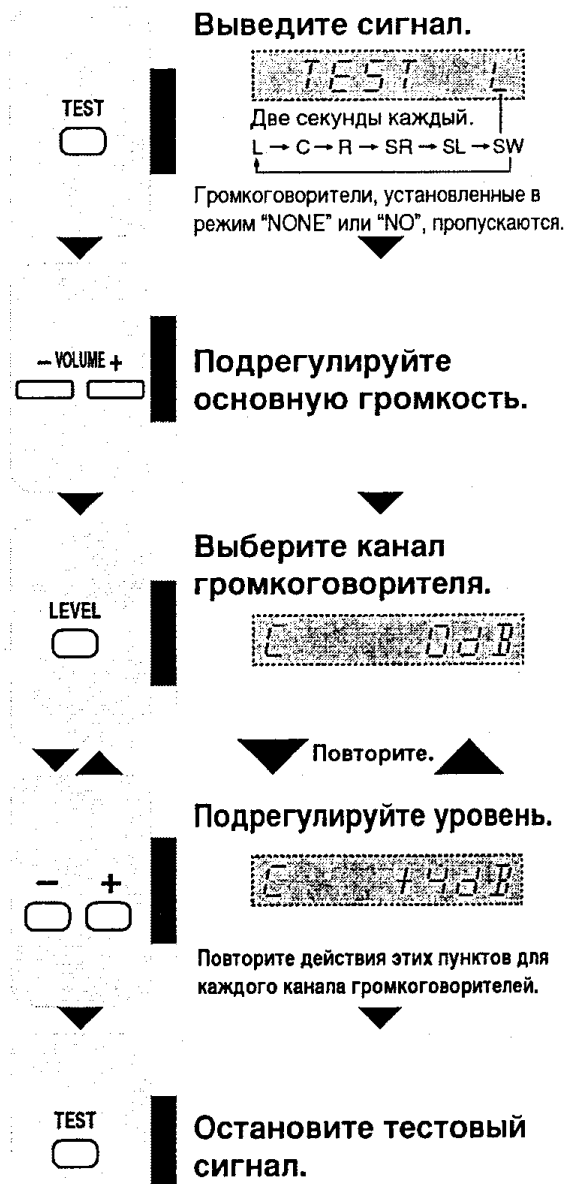 Выведите сигнал.
TEST
TEST L
Две секунды каждый.
L → C → R → SR → SL → SW
Громкоговорители, установленные в
режим “NONE” или “NO”, пропускаются.
– VOLUME +
Подрегулируйте
основную громкость.
Выберите канал
громкоговорителя.
LEVEL
C 0dB
Повторите.
Подрегулируйте уровень.
– +
C +4dB
Повторите действия этих пунктов для
каждого канала громкоговорителей.
TEST
Остановите тестовый
сигнал.